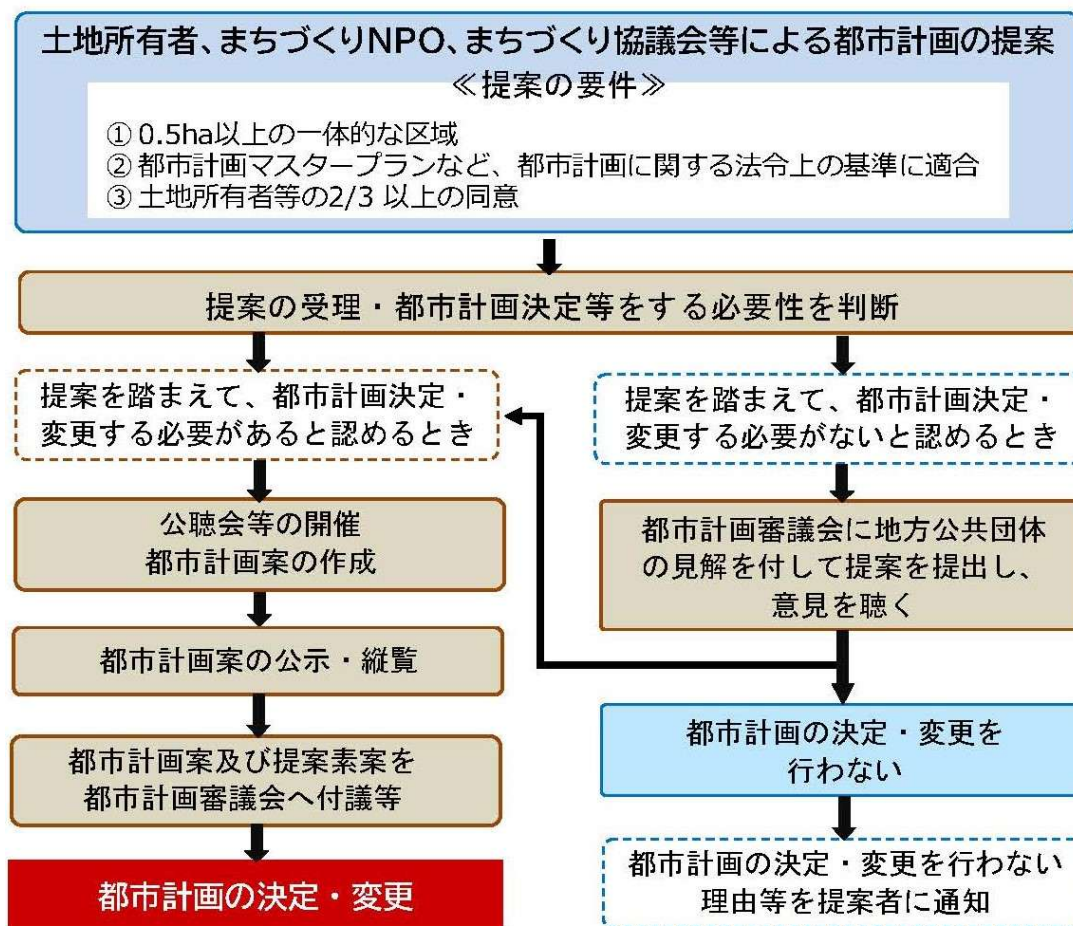 土地所有者、まちづくりNPO、まちづくり協議会等による都市計画の提案
≪提案の要件≫
① 0.5ha以上の一体的な区域
② 都市計画マスタープランなど、都市計画に関する法令上の基準に適合
③ 土地所有者等の2/3 以上の同意
提案の受理・都市計画決定等をする必要性を判断
提案を踏まえて、都市計画決定・
変更する必要があると認めるとき
公聴会等の開催
都市計画案の作成
都市計画案の公示・縦覧
都市計画案及び提案素案を
都市計画審議会へ付議等
都市計画の決定・変更
提案を踏まえて、都市計画決定・
変更する必要がないと認めるとき
都市計画審議会に地方公共団体
の見解を付して提案を提出し、
意見を聴く
都市計画の決定・変更を
行わない
都市計画の決定・変更を行わない
理由等を提案者に通知